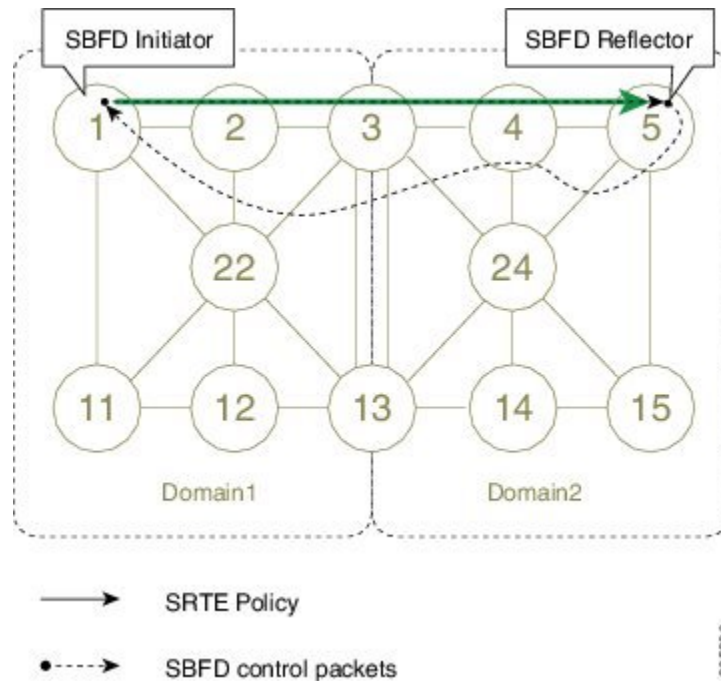 SBFD Initiator
SBFD Reflector
1
2
3
4
5
22
24
11
12
13
14
15
Domain1
Domain2
SRTE Policy
SBFD control packets